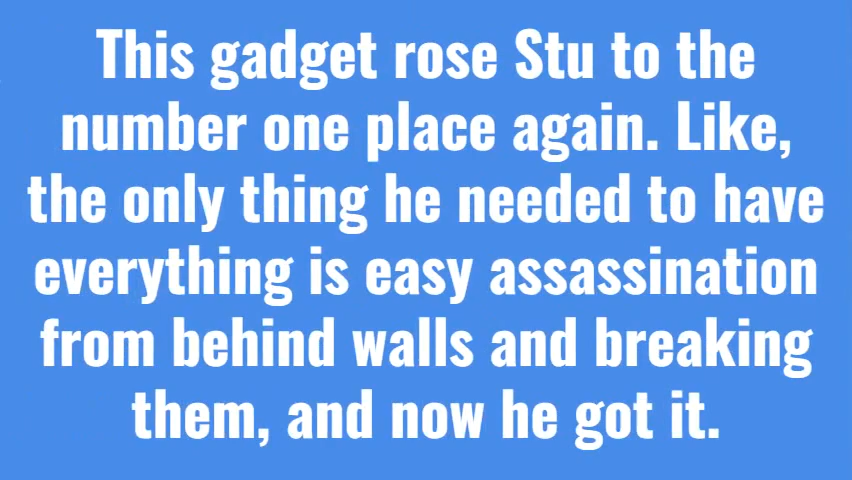 This gadget rose Stu to the
number one place again. Like,
the only thing he needed to have
everything is easy assassination
from behind walls and breaking
them, and now he got it.